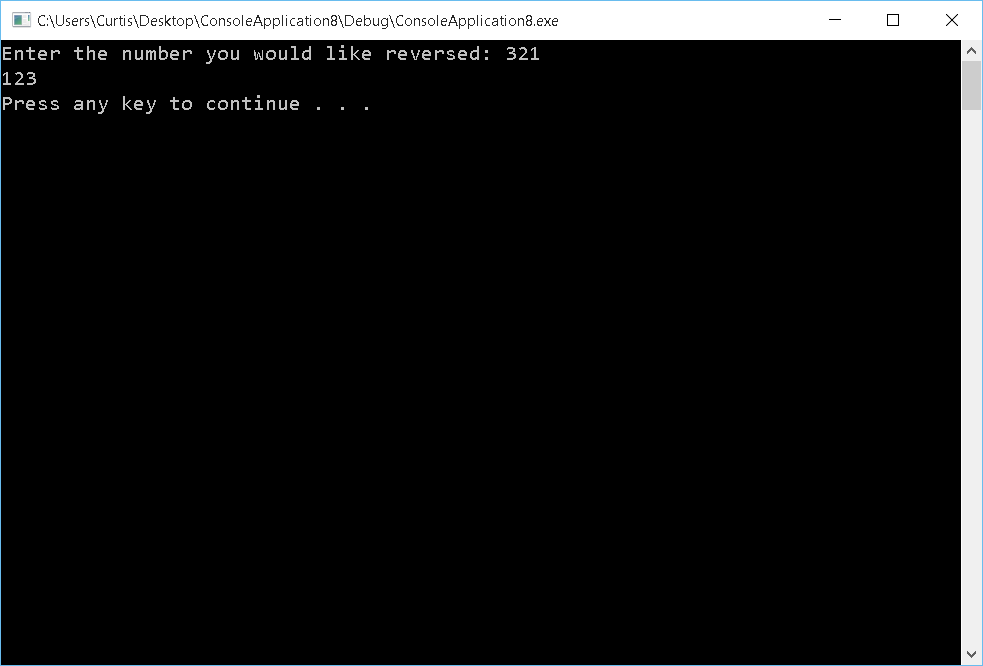 C:\Users\Curtis\Desktop\ConsoleApplication8\Debug\ConsoleApplication8.exe
Enter the number you would like reversed: 321
123
Press any key to continue . . .